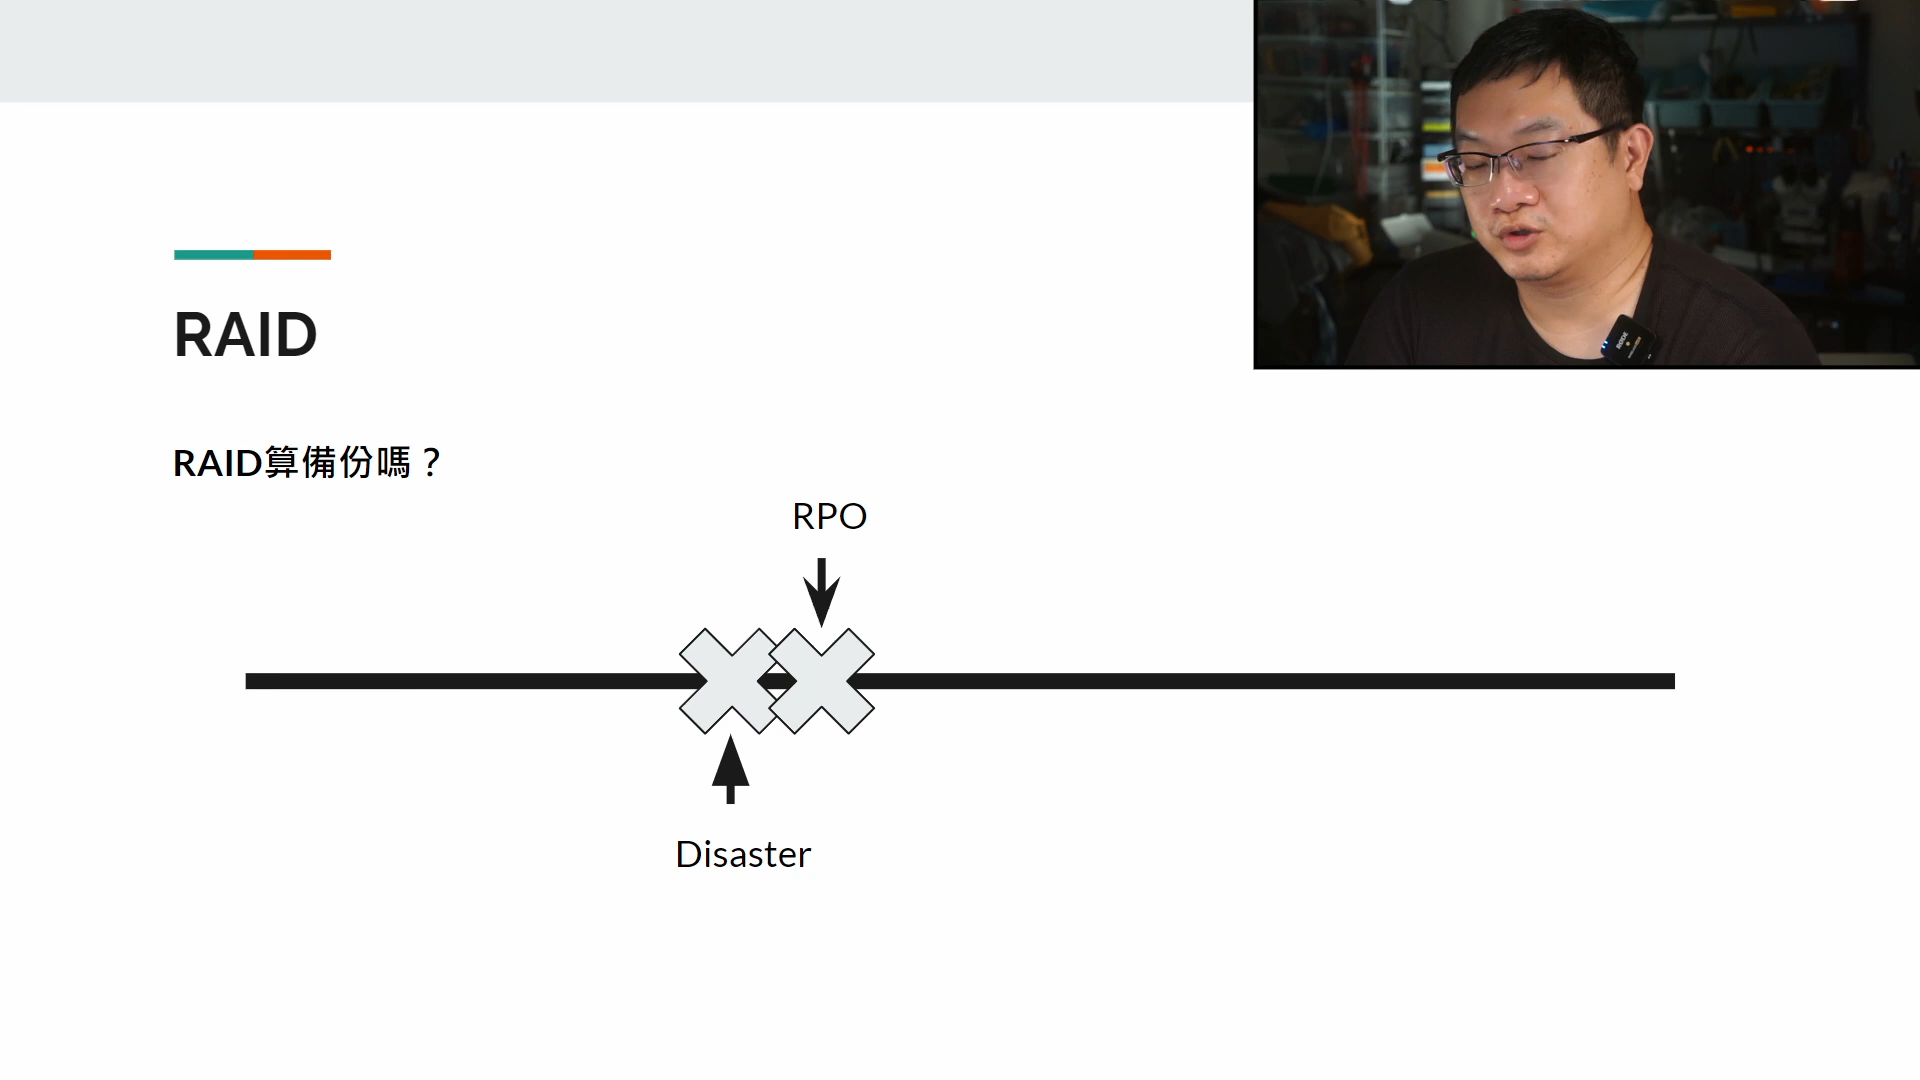 RAID
RAID算備份嗎？
RPO
Disaster